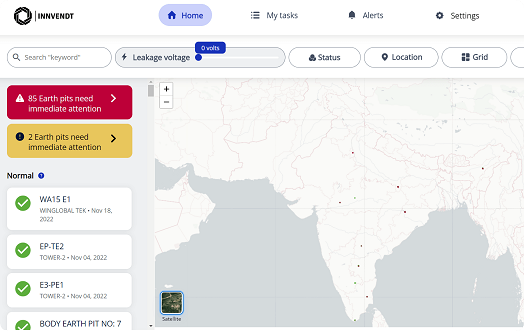 INNVENDT
Home
My tasks
Alerts
Settings
Search "keyword"
Leakage voltage
0 volts
Status
Location
Grid
85 Earth pits need
immediate attention
2 Earth pits need
immediate attention
Normal
WA15 E1
WINGLOBAL TEK • Nov 18,
2022
EP-TE2
TOWER-2 • Nov 04, 2022
E3-PE1
TOWER-2 • Nov 04, 2022
BODY EARTH PIT NO: 7
+
−
Satellite